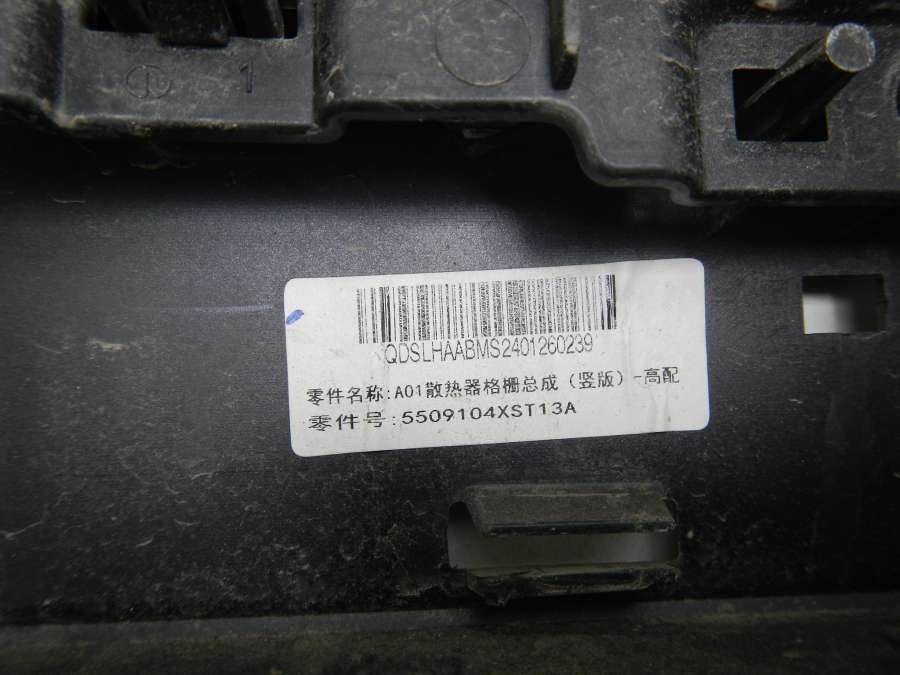 1
QDSLHAABMS2401260239
零件名称:A01散热器格栅总成（竖版）-高配
零件号:5509104XST13A